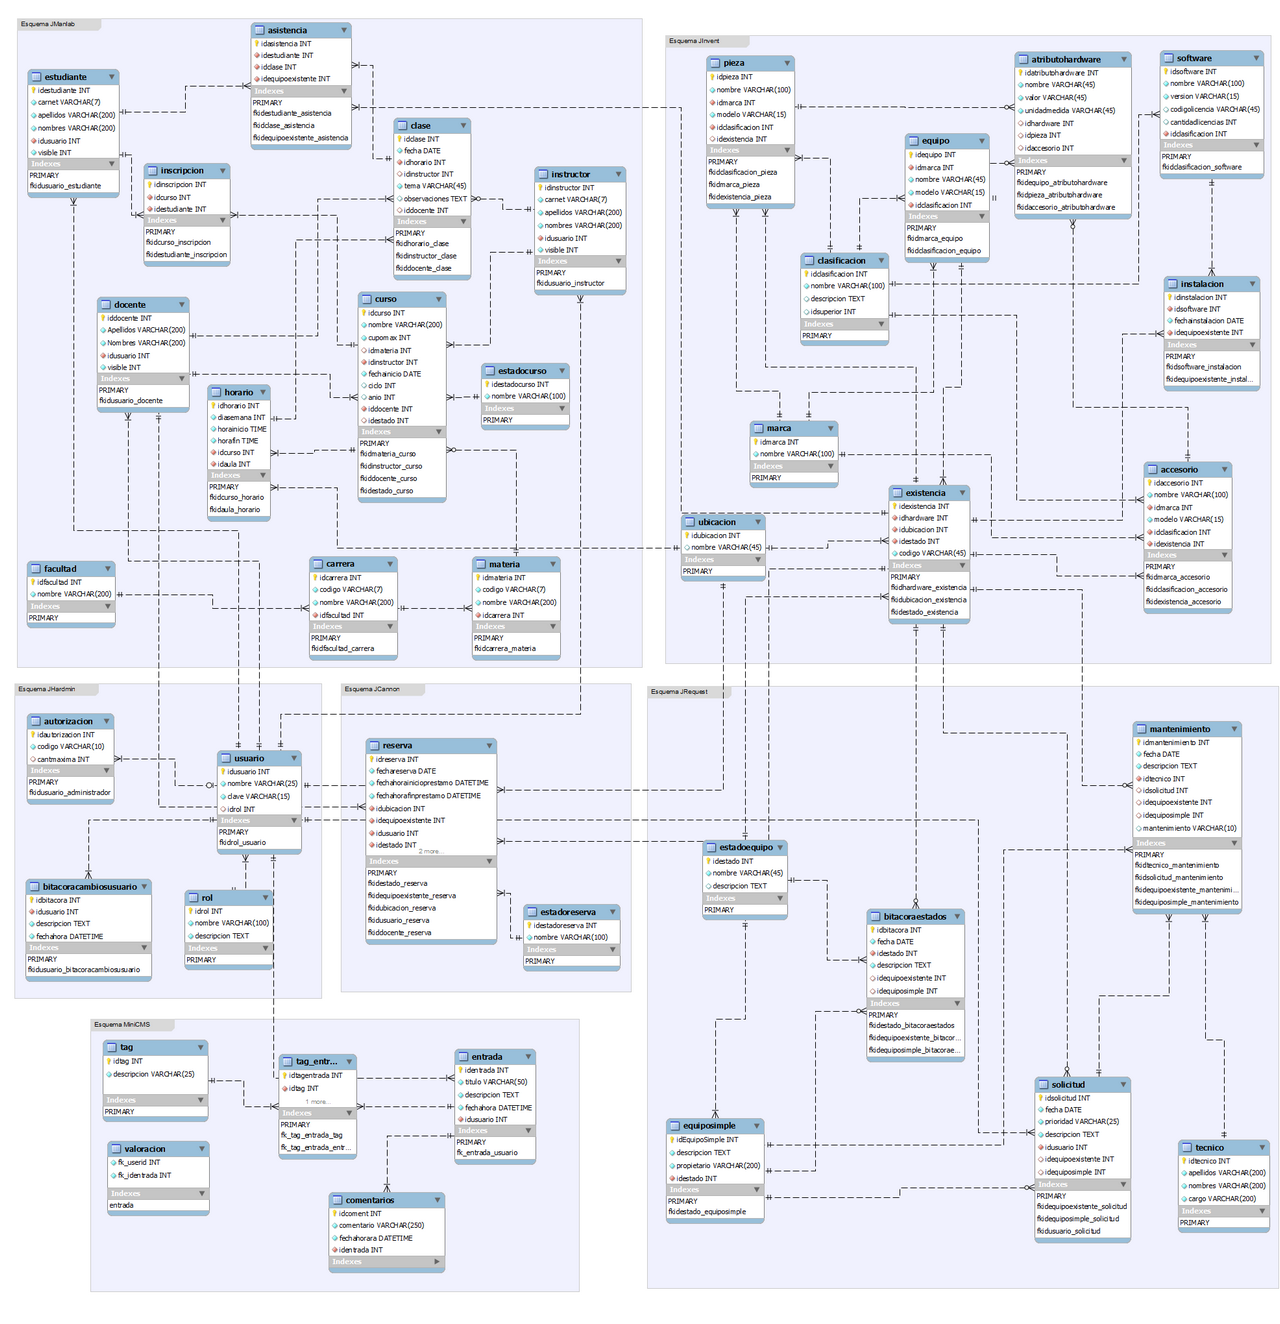 Esquema JManlab
asistencia
idasistencia INT
idestudiante INT
idclase INT
idequipoexistente INT
Indexes
PRIMARY
fkidestudiante_asistencia
fkidclase_asistencia
fkidequipoexistente_asistencia
estudiante
idestudiante INT
carnet VARCHAR(7)
apellidos VARCHAR(200)
nombres VARCHAR(200)
idusuario INT
visible INT
Indexes
PRIMARY
fkidusuario_estudiante
clase
idclase INT
fecha DATE
idhorario INT
idinstructor INT
tema VARCHAR(45)
observaciones TEXT
iddocente INT
Indexes
PRIMARY
fkidhorario_clase
fkidinstructor_clase
fkiddocente_clase
inscripcion
idinscripcion INT
idcurso INT
idestudiante INT
Indexes
PRIMARY
fkidcurso_inscripcion
fkidestudiante_inscripcion
instructor
idinstructor INT
carnet VARCHAR(7)
apellidos VARCHAR(200)
nombres VARCHAR(200)
idusuario INT
visible INT
Indexes
PRIMARY
fkidusuario_instructor
docente
iddocente INT
Apellidos VARCHAR(200)
Nombres VARCHAR(200)
idusuario INT
visible INT
Indexes
PRIMARY
fkidusuario_docente
curso
idcurso INT
nombre VARCHAR(200)
cupomax INT
idmateria INT
idinstructor INT
fechainicio DATE
ciclo INT
anio INT
iddocente INT
idestado INT
Indexes
PRIMARY
fkidmateria_curso
fkidinstructor_curso
fkiddocente_curso
fkidestado_curso
estadocurso
idestadocurso INT
nombre VARCHAR(100)
Indexes
PRIMARY
horario
idhorario INT
diasemana INT
horainicio TIME
horafin TIME
idcurso INT
idaula INT
Indexes
PRIMARY
fkidcurso_horario
fkidaula_horario
facultad
idfacultad INT
nombre VARCHAR(200)
Indexes
PRIMARY
carrera
idcarrera INT
codigo VARCHAR(7)
nombre VARCHAR(200)
idfacultad INT
Indexes
PRIMARY
fkidfacultad_carrera
materia
idmateria INT
codigo VARCHAR(7)
nombre VARCHAR(200)
idcarrera INT
Indexes
PRIMARY
fkidcarrera_materia
Esquema JInvent
pieza
idpieza INT
nombre VARCHAR(100)
idmarca INT
modelo VARCHAR(15)
idclasificacion INT
idexistencia INT
Indexes
PRIMARY
fkidclasificacion_pieza
fkidmarca_pieza
fkidexistencia_pieza
atributohardware
idatributohardware INT
nombre VARCHAR(45)
valor VARCHAR(45)
unidadmedida VARCHAR(45)
idhardware INT
idpieza INT
idaccesorio INT
Indexes
PRIMARY
fkidequipo_atributohardware
fkidpieza_atributohardware
fkidaccesorio_atributohardware
software
idsoftware INT
nombre VARCHAR(100)
version VARCHAR(15)
codigolicencia VARCHAR(45)
cantidadlicencias INT
idclasificacion INT
Indexes
PRIMARY
fkidclasificacion_software
equipo
idequipo INT
idmarca INT
nombre VARCHAR(45)
modelo VARCHAR(15)
idclasificacion INT
Indexes
PRIMARY
fkidmarca_equipo
fkidclasificacion_equipo
clasificacion
idclasificacion INT
nombre VARCHAR(100)
descripcion TEXT
idsuperior INT
Indexes
PRIMARY
instalacion
idinstalacion INT
idsoftware INT
fechainstalacion DATE
idequipoexistente INT
Indexes
PRIMARY
fkidsoftware_instalacion
fkidequipoexistente_instal...
marca
idmarca INT
nombre VARCHAR(100)
Indexes
PRIMARY
accesorio
idaccesorio INT
nombre VARCHAR(100)
idmarca INT
modelo VARCHAR(15)
idclasificacion INT
idexistencia INT
Indexes
PRIMARY
fkidmarca_accesorio
fkidclasificacion_accesorio
fkidexistencia_accesorio
existencia
idexistencia INT
idhardware INT
idubicacion INT
idestado INT
codigo VARCHAR(45)
Indexes
PRIMARY
fkidhardware_existencia
fkidubicacion_existencia
fkidestado_existencia
ubicacion
idubicacion INT
nombre VARCHAR(45)
Indexes
PRIMARY
Esquema JHardmin
autorizacion
idautorizacion INT
codigo VARCHAR(10)
cantmaxima INT
Indexes
PRIMARY
fkidusuario_administrador
usuario
idusuario INT
nombre VARCHAR(25)
clave VARCHAR(15)
idrol INT
Indexes
PRIMARY
fkidrol_usuario
bitacoracambiosusuario
idbitacora INT
idusuario INT
descripcion TEXT
fechahora DATETIME
Indexes
PRIMARY
fkidusuario_bitacoracambiosusuario
rol
idrol INT
nombre VARCHAR(100)
descripcion TEXT
Indexes
PRIMARY
Esquema JCannon
reserva
idreserva INT
fechareserva DATE
fechahorainicioprestamo DATETIME
fechahorafinprestamo DATETIME
idubicacion INT
idequipoexistente INT
idusuario INT
idestado INT
2 more...
Indexes
PRIMARY
fkidestado_reserva
fkidequipoexistente_reserva
fkidubicacion_reserva
fkidusuario_reserva
fkiddocente_reserva
estadoreserva
idestadoreserva INT
nombre VARCHAR(100)
Indexes
PRIMARY
Esquema JRequest
mantenimiento
idmantenimiento INT
fecha DATE
descripcion TEXT
idtecnico INT
idsolicitud INT
idequipoexistente INT
idequiposimple INT
mantenimiento VARCHAR(10)
Indexes
PRIMARY
fkidtecnico_mantenimiento
fkidsolicitud_mantenimiento
fkidequipoexistente_mantenimi...
fkidequiposimple_mantenimiento
estadoequipo
idestado INT
nombre VARCHAR(45)
descripcion TEXT
Indexes
PRIMARY
bitacoraestados
idbitacora INT
fecha DATE
idestado INT
descripcion TEXT
idequipoexistente INT
idequiposimple INT
Indexes
PRIMARY
fkidestado_bitacoraestados
fkidequipoexistente_bitacor...
fkidequiposimple_bitacorae...
solicitud
idsolicitud INT
fecha DATE
prioridad VARCHAR(25)
descripcion TEXT
idusuario INT
idequipoexistente INT
idequiposimple INT
Indexes
PRIMARY
fkidequipoexistente_solicitud
fkidequiposimple_solicitud
fkidusuario_solicitud
equiposimple
idEquipoSimple INT
descripcion TEXT
propietario VARCHAR(200)
idestado INT
Indexes
PRIMARY
fkidestado_equiposimple
tecnico
idtecnico INT
apellidos VARCHAR(200)
nombres VARCHAR(200)
cargo VARCHAR(200)
Indexes
PRIMARY
Esquema MiniCMS
tag
idtag INT
descripcion VARCHAR(25)
Indexes
PRIMARY
tag_entr...
idtagentrada INT
idtag INT
1 more...
Indexes
PRIMARY
fk_tag_entrada_tag
fk_tag_entrada_entr...
entrada
identrada INT
titulo VARCHAR(50)
descripcion TEXT
fechahora DATETIME
idusuario INT
Indexes
PRIMARY
fk_entrada_usuario
valoracion
fk_userid INT
fk_identrada INT
Indexes
entrada
comentarios
idcoment INT
comentario VARCHAR(250)
fechahorara DATETIME
identrada INT
Indexes